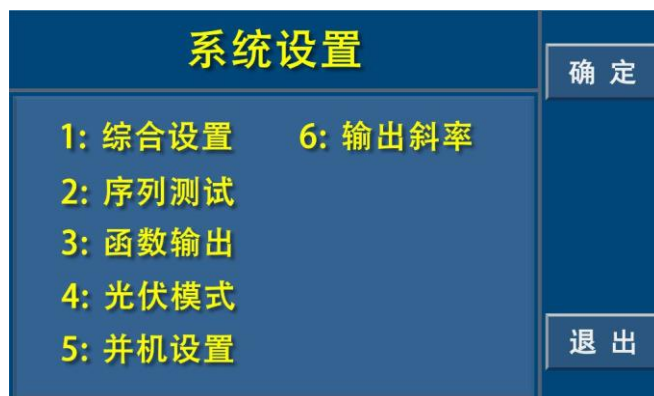 系统设置
确 定
1: 综合设置
6: 输出斜率
2: 序列测试
3: 函数输出
4: 光伏模式
5: 并机设置
退 出